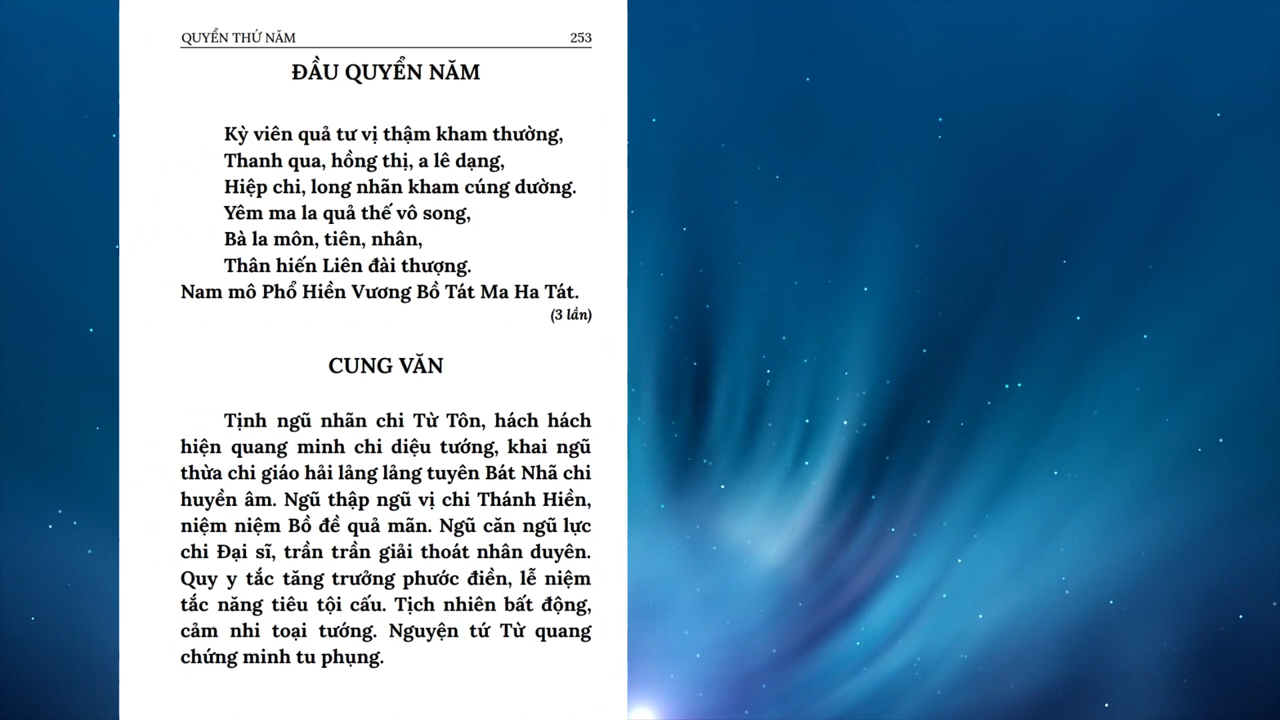 QUYỂN THỨ NĂM 253
ĐẦU QUYỂN NĂM
Kỳ viên quả tư vị thậm kham thường,
Thanh qua, hồng thị, a lê dạng,
Hiệp chi, long nhãn kham cúng dường.
Yêm ma la quả thế vô song,
Bà la môn, tiên, nhân,
Thân hiến Liên đài thượng.
Nam mô Phổ Hiền Vương Bồ Tát Ma Ha Tát.
(3 lần)
CUNG VĂN
Tịnh ngũ nhãn chi Từ Tôn, hách hách
hiện quang minh chi diệu tướng, khai ngũ
thừa chi giáo hải lảng lảng tuyên Bát Nhã chi
huyền âm. Ngũ thập ngũ vị chi Thánh Hiền,
niệm niệm Bồ đề quả mãn. Ngũ căn ngũ lực
chi Đại sĩ, trần trần giải thoát nhân duyên.
Quy y tắc tăng trưởng phước điền, lễ niệm
tắc năng tiêu tội cấu. Tịch nhiên bất động,
cảm nhi toại tướng. Nguyện tứ Từ quang
chứng minh tu phụng.